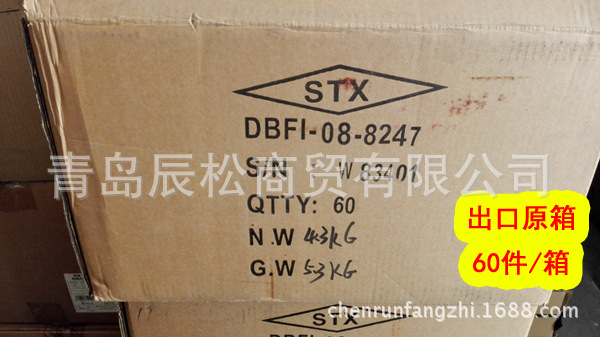 STX
DBFI-08-8247
S/N : W.83401
青岛辰松商贸有限公司
QTTY: 60
N.W 43KG
G.W 53KG
出口原箱
60件/箱
chenrunfangzhi.1688.com
STX